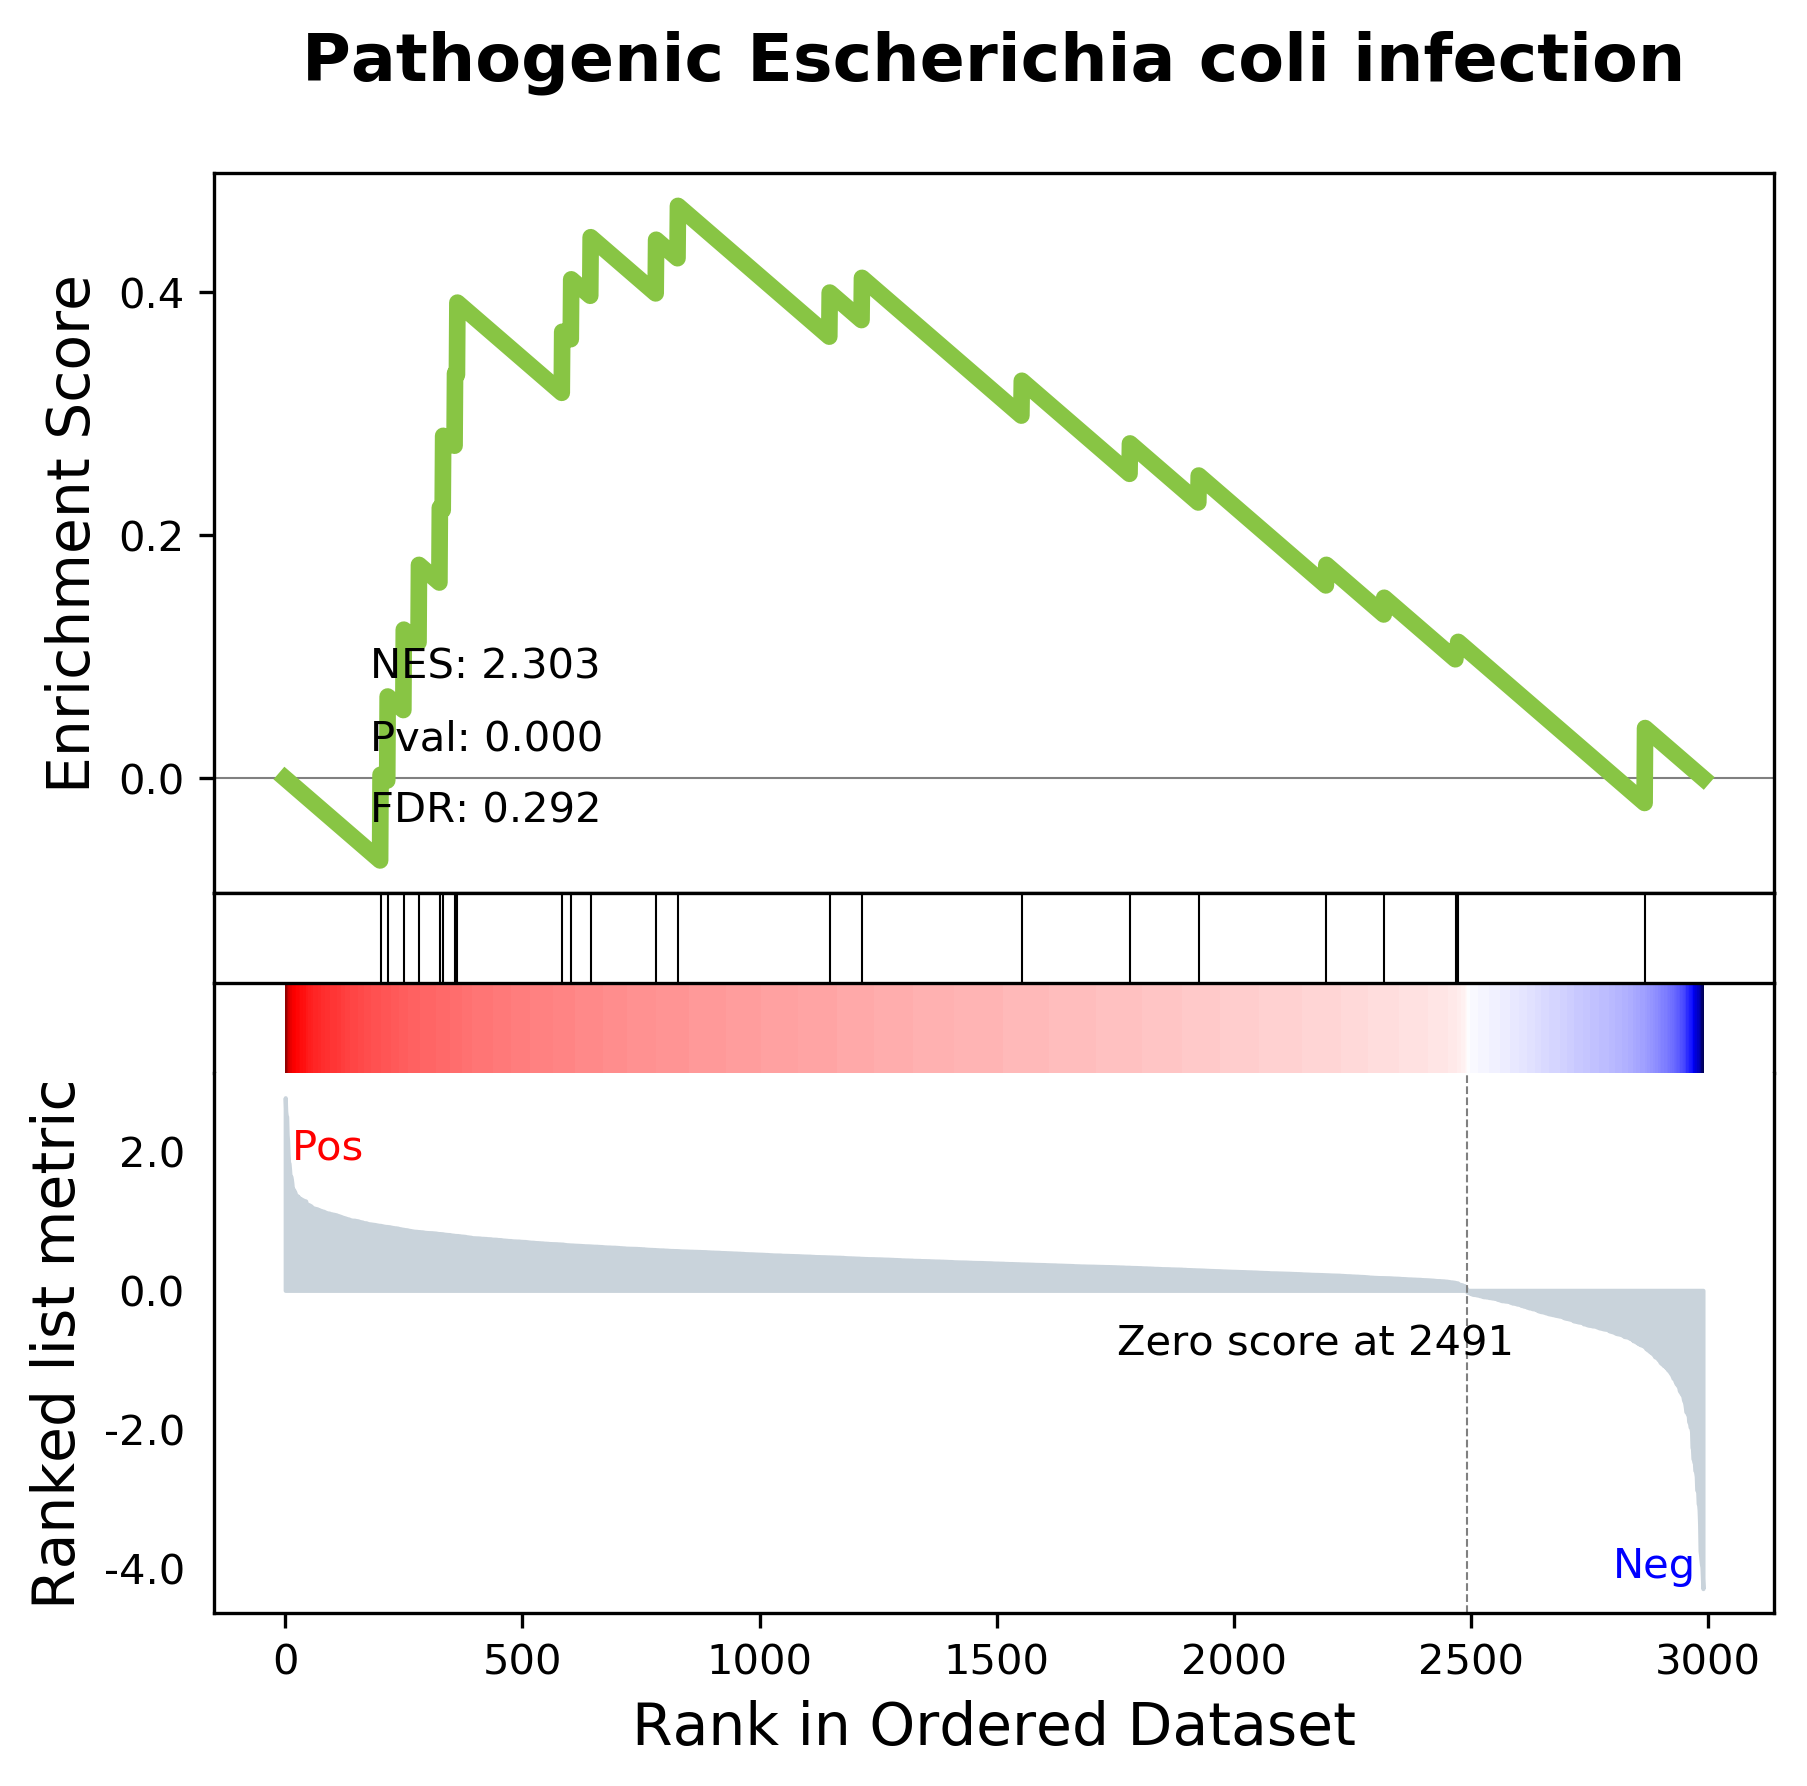 Pathogenic Escherichia coli infection
Enrichment Score
0.4
0.2
0.0
NES: 2.303
Pval: 0.000
FDR: 0.292
Ranked list metric
2.0
0.0
-2.0
-4.0
Pos
Zero score at 2491
Neg
0 500 1000 1500 2000 2500 3000
Rank in Ordered Dataset